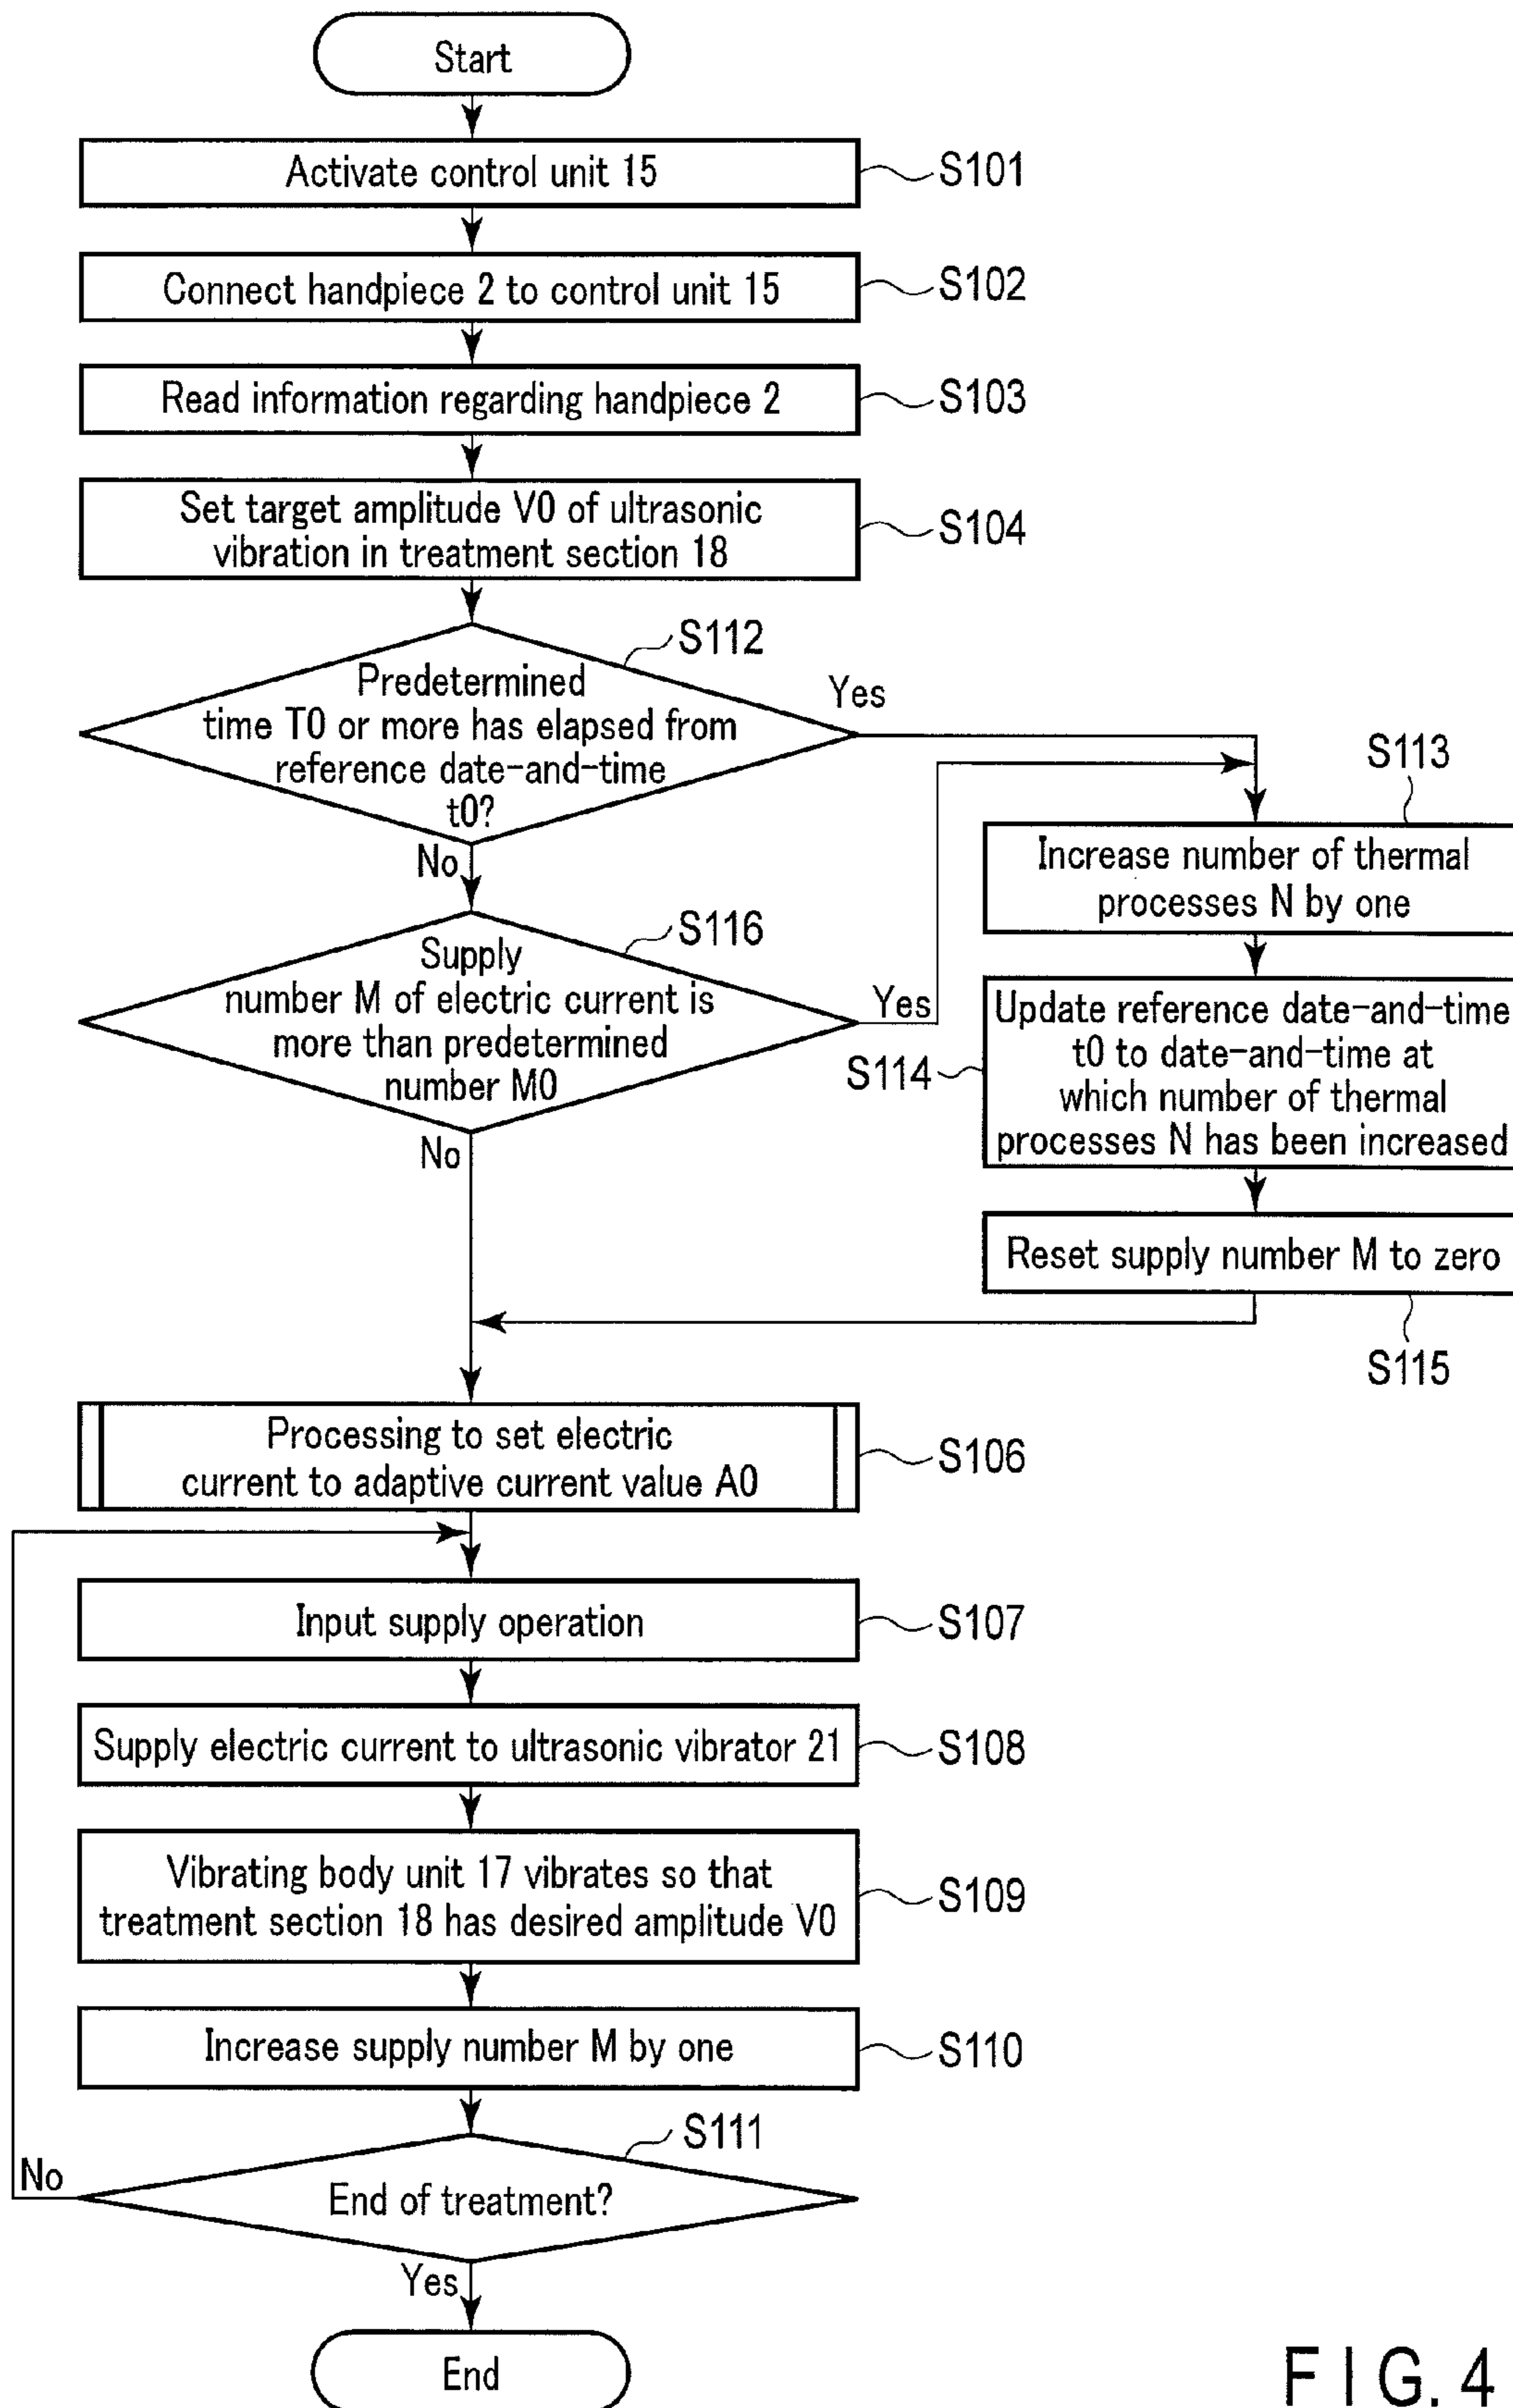 Start
Activate control unit 15
S101
Connect handpiece 2 to control unit 15
S102
Read information regarding handpiece 2
S103
Set target amplitude V0 of ultrasonic
vibration in treatment section 18
S104
S112
Predetermined
time T0 or more has elapsed from
reference date-and-time
t0?
Yes
No
S113
Increase number of thermal
processes N by one
S116
Supply
number M of electric current is
more than predetermined
number M0
Yes
No
S114
Update reference date-and-time
t0 to date-and-time at
which number of thermal
processes N has been increased
Reset supply number M to zero
S115
Processing to set electric
current to adaptive current value A0
S106
Input supply operation
S107
Supply electric current to ultrasonic vibrator 21
S108
Vibrating body unit 17 vibrates so that
treatment section 18 has desired amplitude V0
S109
Increase supply number M by one
S110
S111
No
End of treatment?
Yes
End
FIG. 4